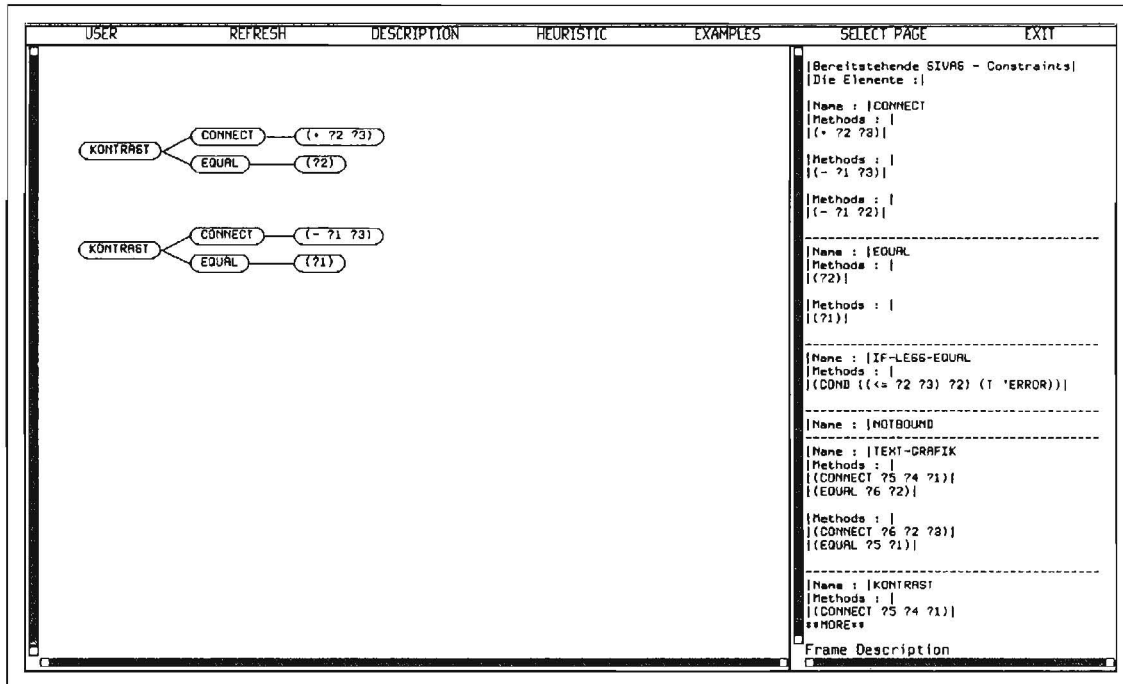 USER REFRESH DESCRIPTION HEURISTIC EXAMPLES SELECT PAGE EXIT
KONTRAST
CONNECT
(+ ?2 ?3)
EQUAL
(?2)
KONTRAST
CONNECT
(- ?1 ?3)
EQUAL
(?1)
|Bereitstehende SIVAS - Constraints|
|Die Elemente :|
|Name : |CONNECT
|Methods : |
|(+ ?2 ?3)|
|Methods : |
|(- ?1 ?3)|
|Methods : |
|(- ?1 ?2)|
|Name : |EQUAL
|Methods : |
|(?2)|
|Methods : |
|(?1)|
|Name : |IF-LESS-EQUAL
|Methods : |
|(COND ((<= ?2 ?3) ?2) (T 'ERROR))|
|Name : |NOTBOUND
|Name : |TEXT-GRAFIK
|Methods : |
|(CONNECT ?5 ?4 ?1)|
|(EQUAL ?6 ?2)|
|Methods : |
|(CONNECT ?6 ?2 ?3)|
|(EQUAL ?5 ?1)|
|Name : |KONTRAST
|Methods : |
|(CONNECT ?5 ?4 ?1)|
**MORE**
Frame Description